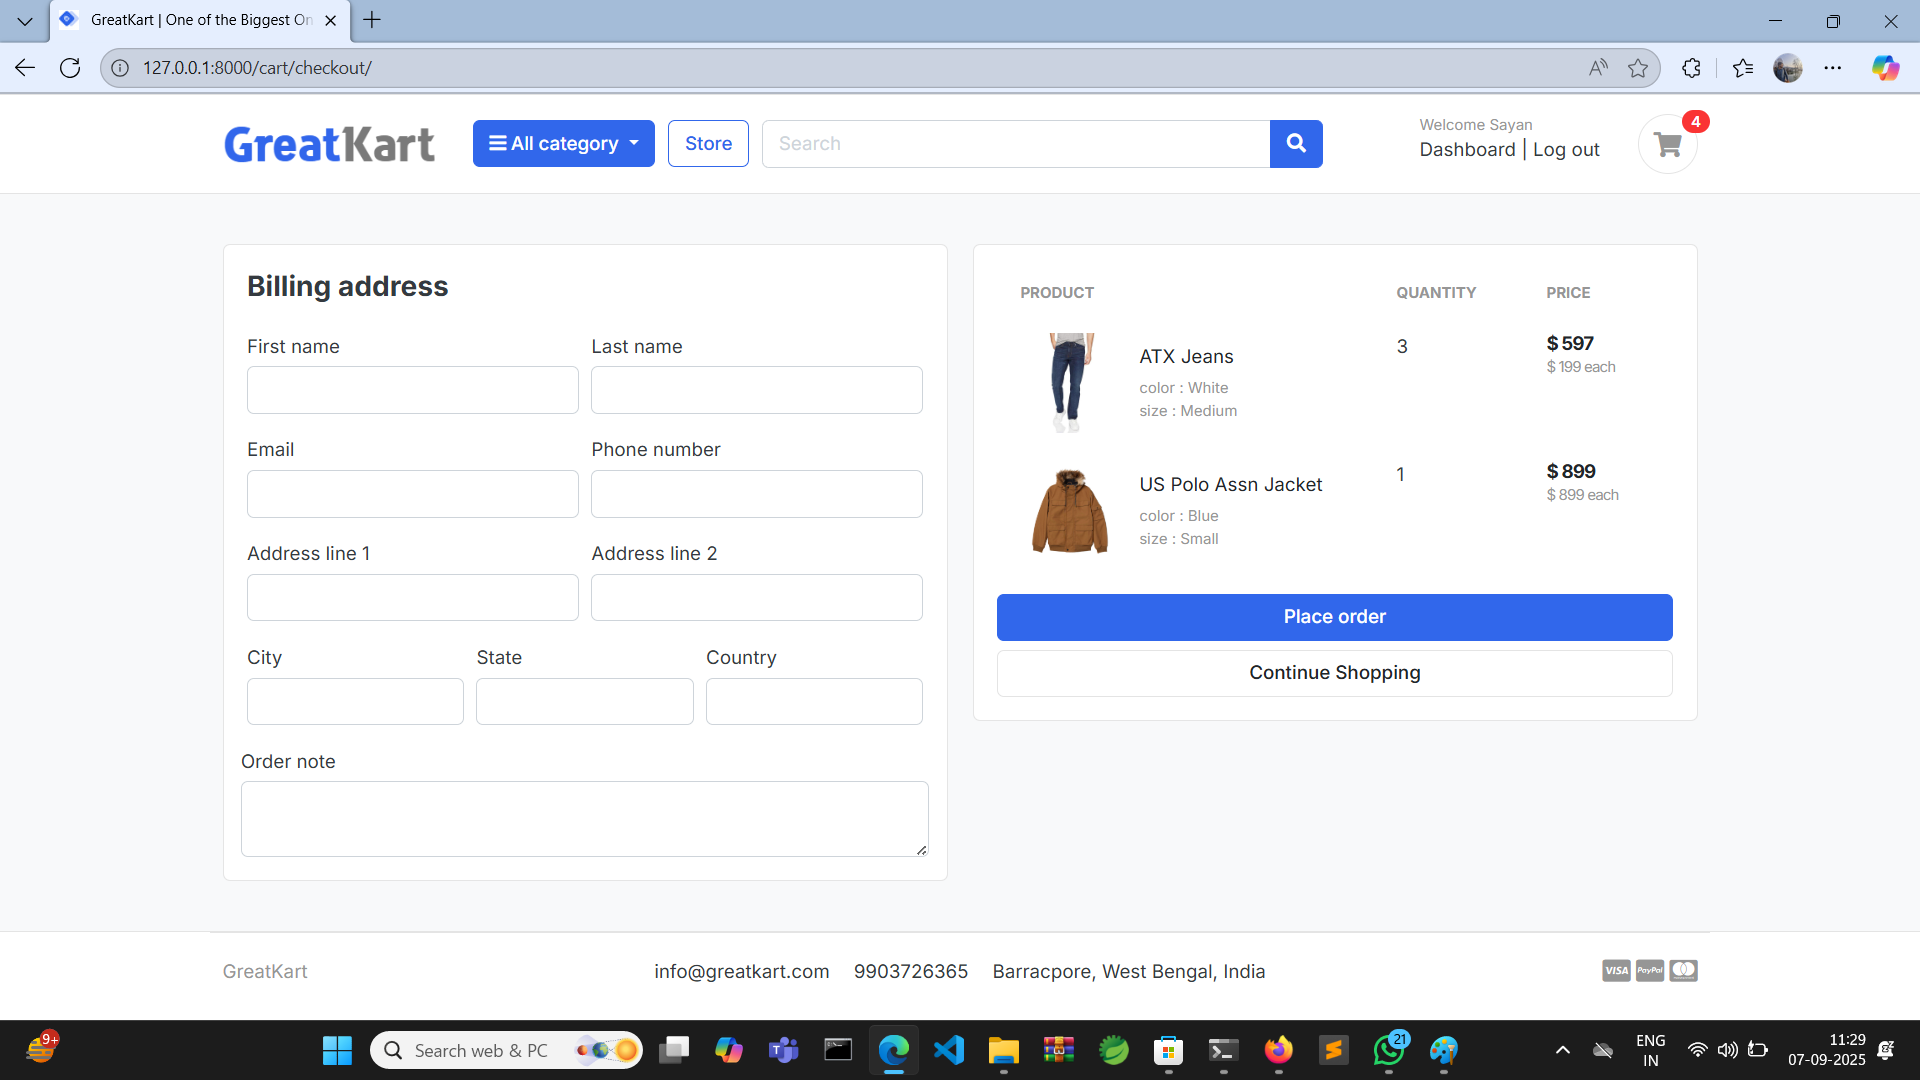 GreatKart | One of the Biggest On
127.0.0.1:8000/cart/checkout/
GreatKart
All category
Store
Search
Welcome Sayan
Dashboard | Log out
4
Billing address
First name
Last name
Email
Phone number
Address line 1
Address line 2
City
State
Country
Order note
PRODUCT
QUANTITY
PRICE
ATX Jeans
color : White
size : Medium
3
$ 597
$ 199 each
US Polo Assn Jacket
color : Blue
size : Small
1
$ 899
$ 899 each
Place order
Continue Shopping
GreatKart
info@greatkart.com
9903726365
Barracpore, West Bengal, India
VISA
PayPal
9+
Search web & PC
21
ENG
IN
11:29
07-09-2025